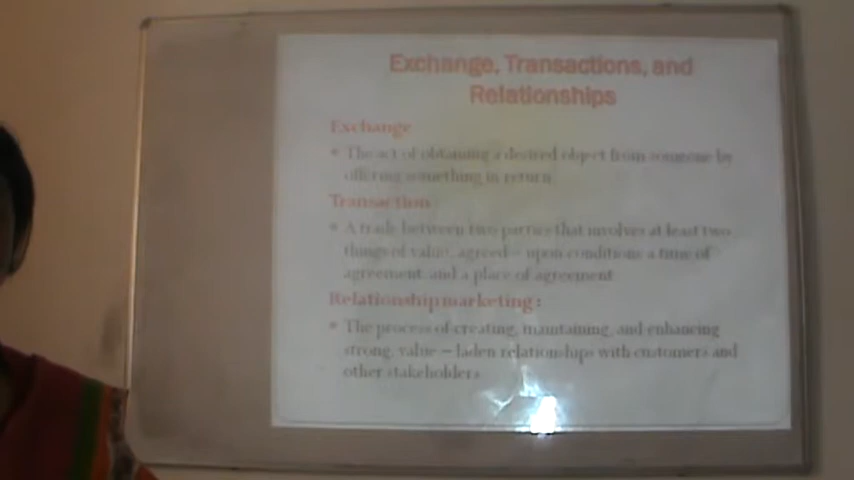 Exchange, Transactions, and
Relationships
Exchange
• The act of obtaining a desired object from someone by
offering something in return
Transaction
• A trade between two parties that involves at least two
things of value, agreed – upon conditions a time of
agreement, and a place of agreement
Relationship marketing :
• The process of creating, maintaining, and enhancing
strong, value – laden relationships with customers and
other stakeholders